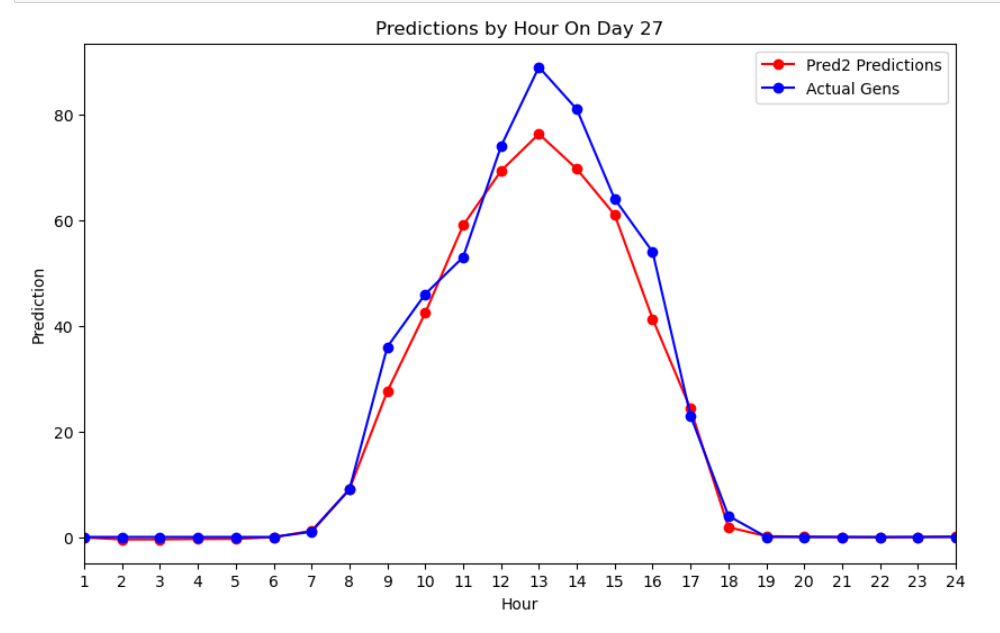 Predictions by Hour On Day 27
Pred2 Predictions
Actual Gens
Prediction
80
60
40
20
0
1 2 3 4 5 6 7 8 9 10 11 12 13 14 15 16 17 18 19 20 21 22 23 24
Hour